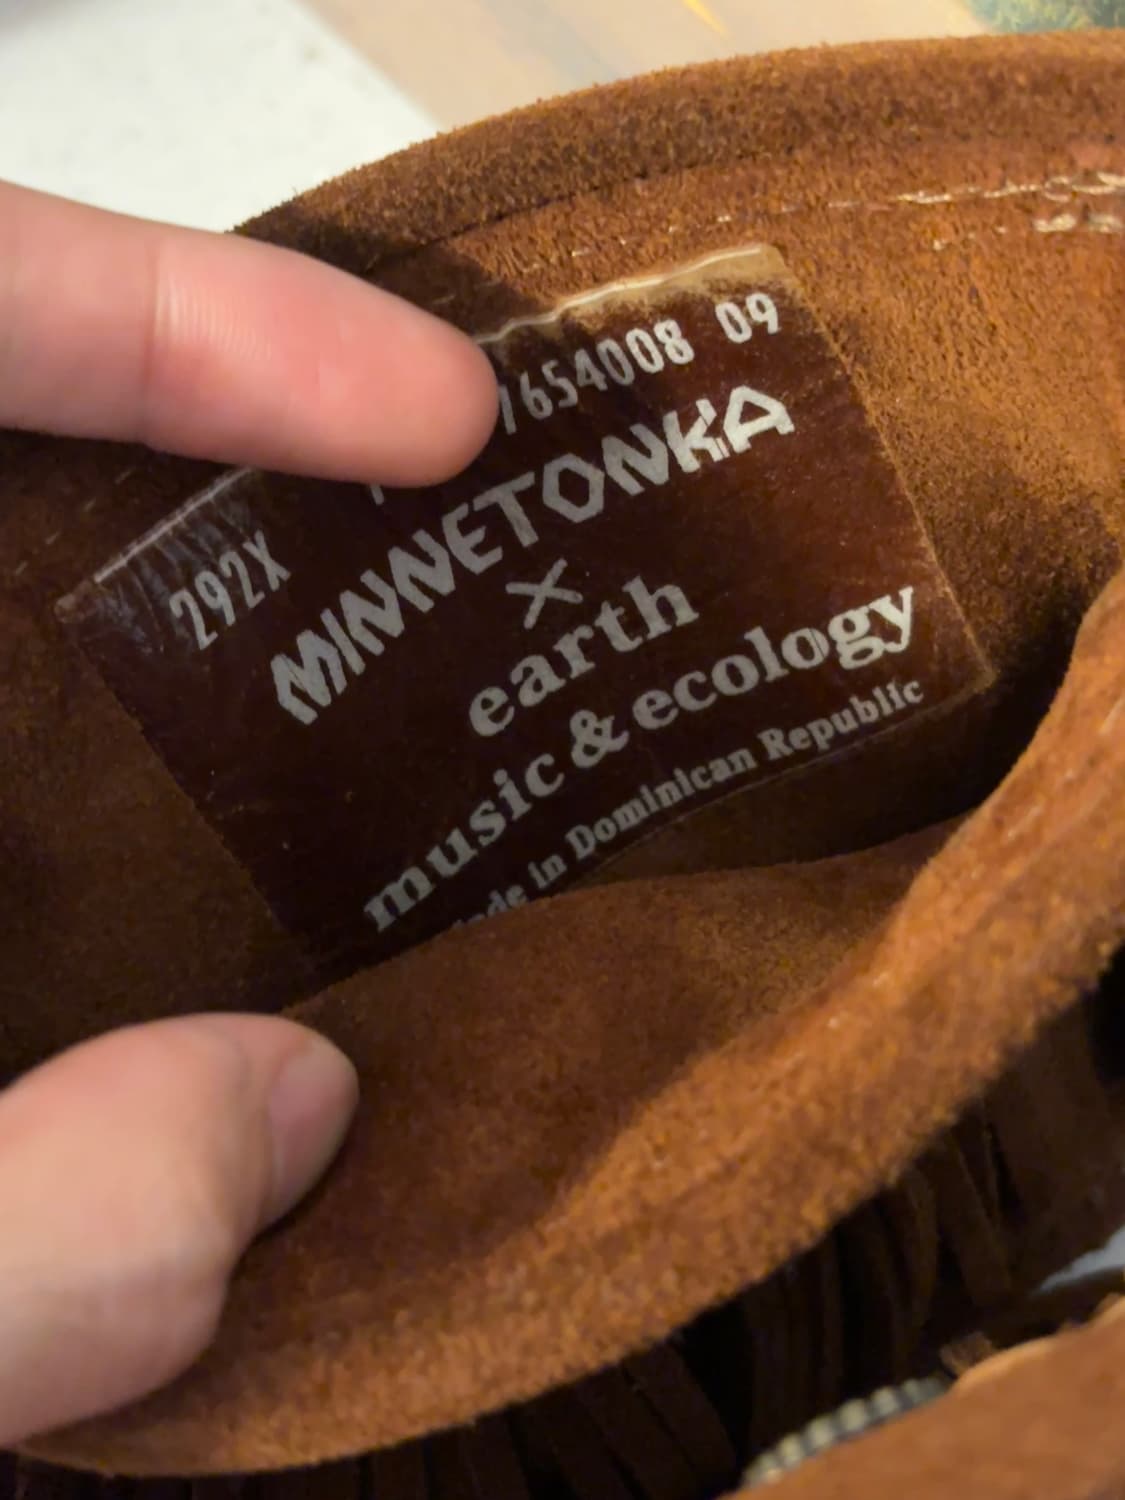 292X 7654008 09
MINNETONKA
×
earth
music & ecology
in Dominican Republic